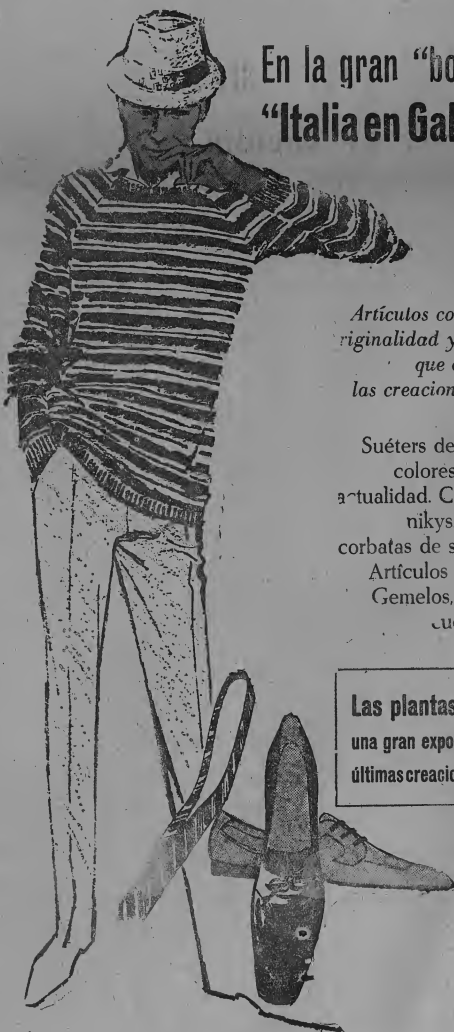 En la gran "bo
"Italia en Gal
Artículos co
riginalidad y
que
las creacion
Suéters de
colores
actualidad. C
nikys
corbatas de s
Artículos
Gemelos,
Las plantas
una gran expo
últimas creacio